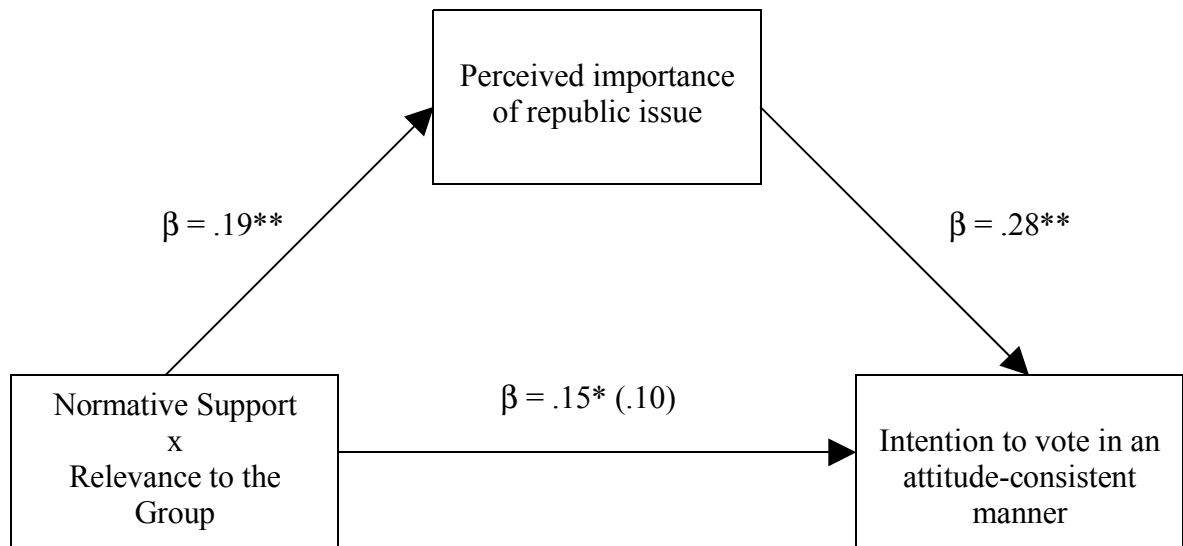 Perceived importance
of republic issue
β = .19**
β = .28**
Normative Support
x
Relevance to the
Group
β = .15* (.10)
Intention to vote in an
attitude-consistent
manner